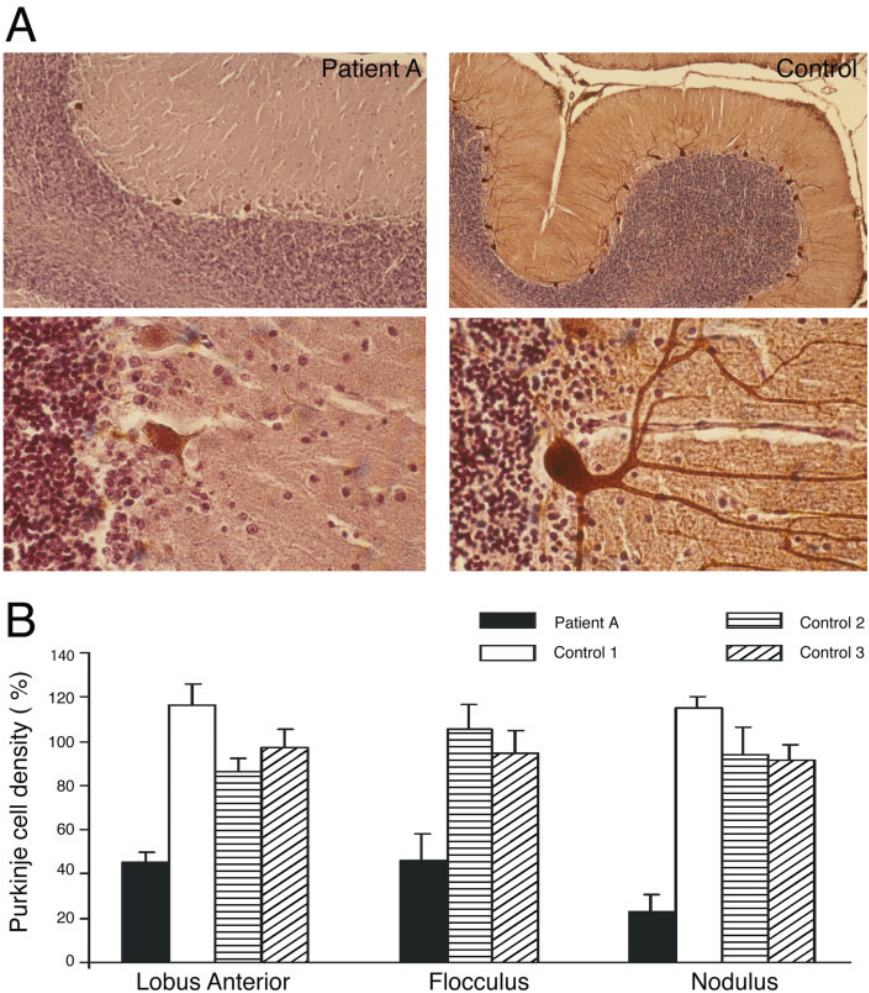 A
Patient A
Control
B
Patient A
Control 1
Control 2
Control 3
Purkinje cell density ( %)
140
120
100
80
60
40
20
0
Lobus Anterior
Flocculus
Nodulus